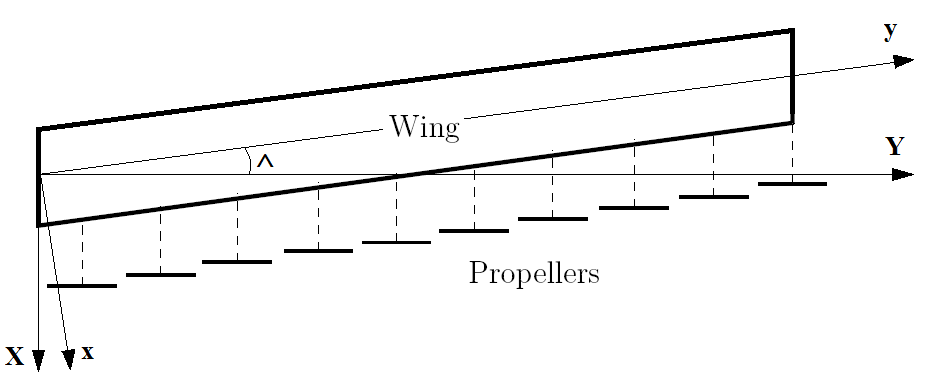 y
Wing
Λ
Y
Propellers
X x